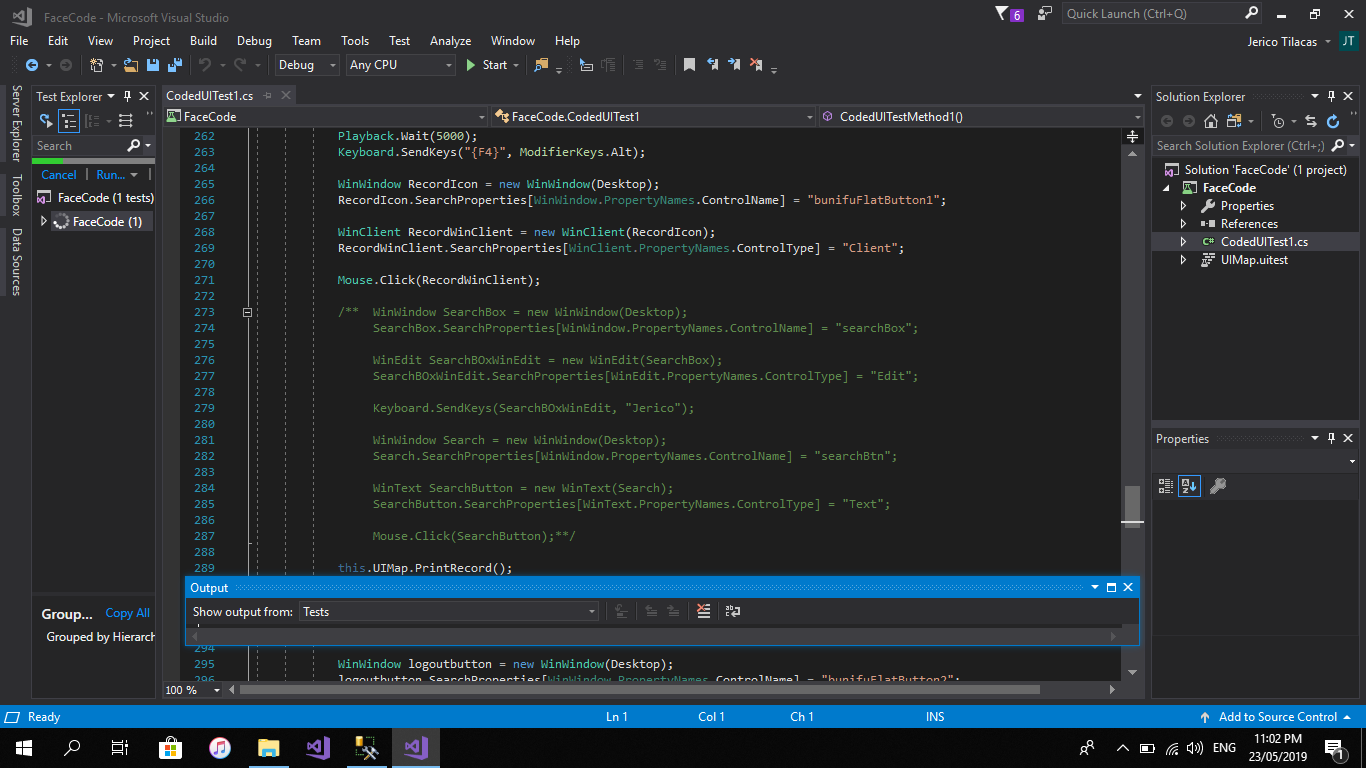 FaceCode - Microsoft Visual Studio
6
Quick Launch (Ctrl+Q)
File Edit View Project Build Debug Team Tools Test Analyze Window Help
Jerico Tilacas
JT
Debug
Any CPU
Start
Server Explorer
Toolbox
Data Sources
Test Explorer
Search
Cancel | Run... |
FaceCode (1 tests)
FaceCode (1)
Group... Copy All
Grouped by Hierarch
CodedUITest1.cs
FaceCode
FaceCode.CodedUITest1
CodedUITestMethod1()
262 Playback.Wait(5000);
263 Keyboard.SendKeys("{F4}", ModifierKeys.Alt);
264
265 WinWindow RecordIcon = new WinWindow(Desktop);
266 RecordIcon.SearchProperties[WinWindow.PropertyNames.ControlName] = "bunifuFlatButton1";
267
268 WinClient RecordWinClient = new WinClient(RecordIcon);
269 RecordWinClient.SearchProperties[WinClient.PropertyNames.ControlType] = "Client";
270
271 Mouse.Click(RecordWinClient);
272
273 /** WinWindow SearchBox = new WinWindow(Desktop);
274 SearchBox.SearchProperties[WinWindow.PropertyNames.ControlName] = "searchBox";
275
276 WinEdit SearchBOxWinEdit = new WinEdit(SearchBox);
277 SearchBOxWinEdit.SearchProperties[WinEdit.PropertyNames.ControlType] = "Edit";
278
279 Keyboard.SendKeys(SearchBOxWinEdit, "Jerico");
280
281 WinWindow Search = new WinWindow(Desktop);
282 Search.SearchProperties[WinWindow.PropertyNames.ControlName] = "searchBtn";
283
284 WinText SearchButton = new WinText(Search);
285 SearchButton.SearchProperties[WinText.PropertyNames.ControlType] = "Text";
286
287 Mouse.Click(SearchButton);**/
288
289 this.UIMap.PrintRecord();
Output
Show output from: Tests
294
295 WinWindow logoutbutton = new WinWindow(Desktop);
296 logoutbutton.SearchProperties[WinWindow.PropertyNames.ControlName] = "bunifuFlatButton2";
100 %
Solution Explorer
Search Solution Explorer (Ctrl+;)
Solution 'FaceCode' (1 project)
FaceCode
Properties
References
C# CodedUITest1.cs
UIMap.uitest
Properties
Ready
Ln 1
Col 1
Ch 1
INS
Add to Source Control
ENG
11:02 PM
23/05/2019
1